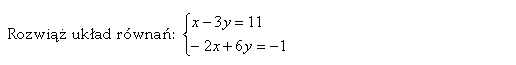 Rozwiąż układ równań: { x − 3y = 11
− 2x + 6y = −1